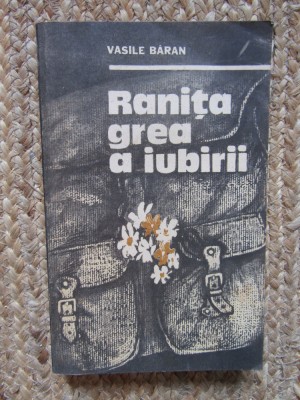 VASILE BĂRAN
Ranița
grea
a iubirii